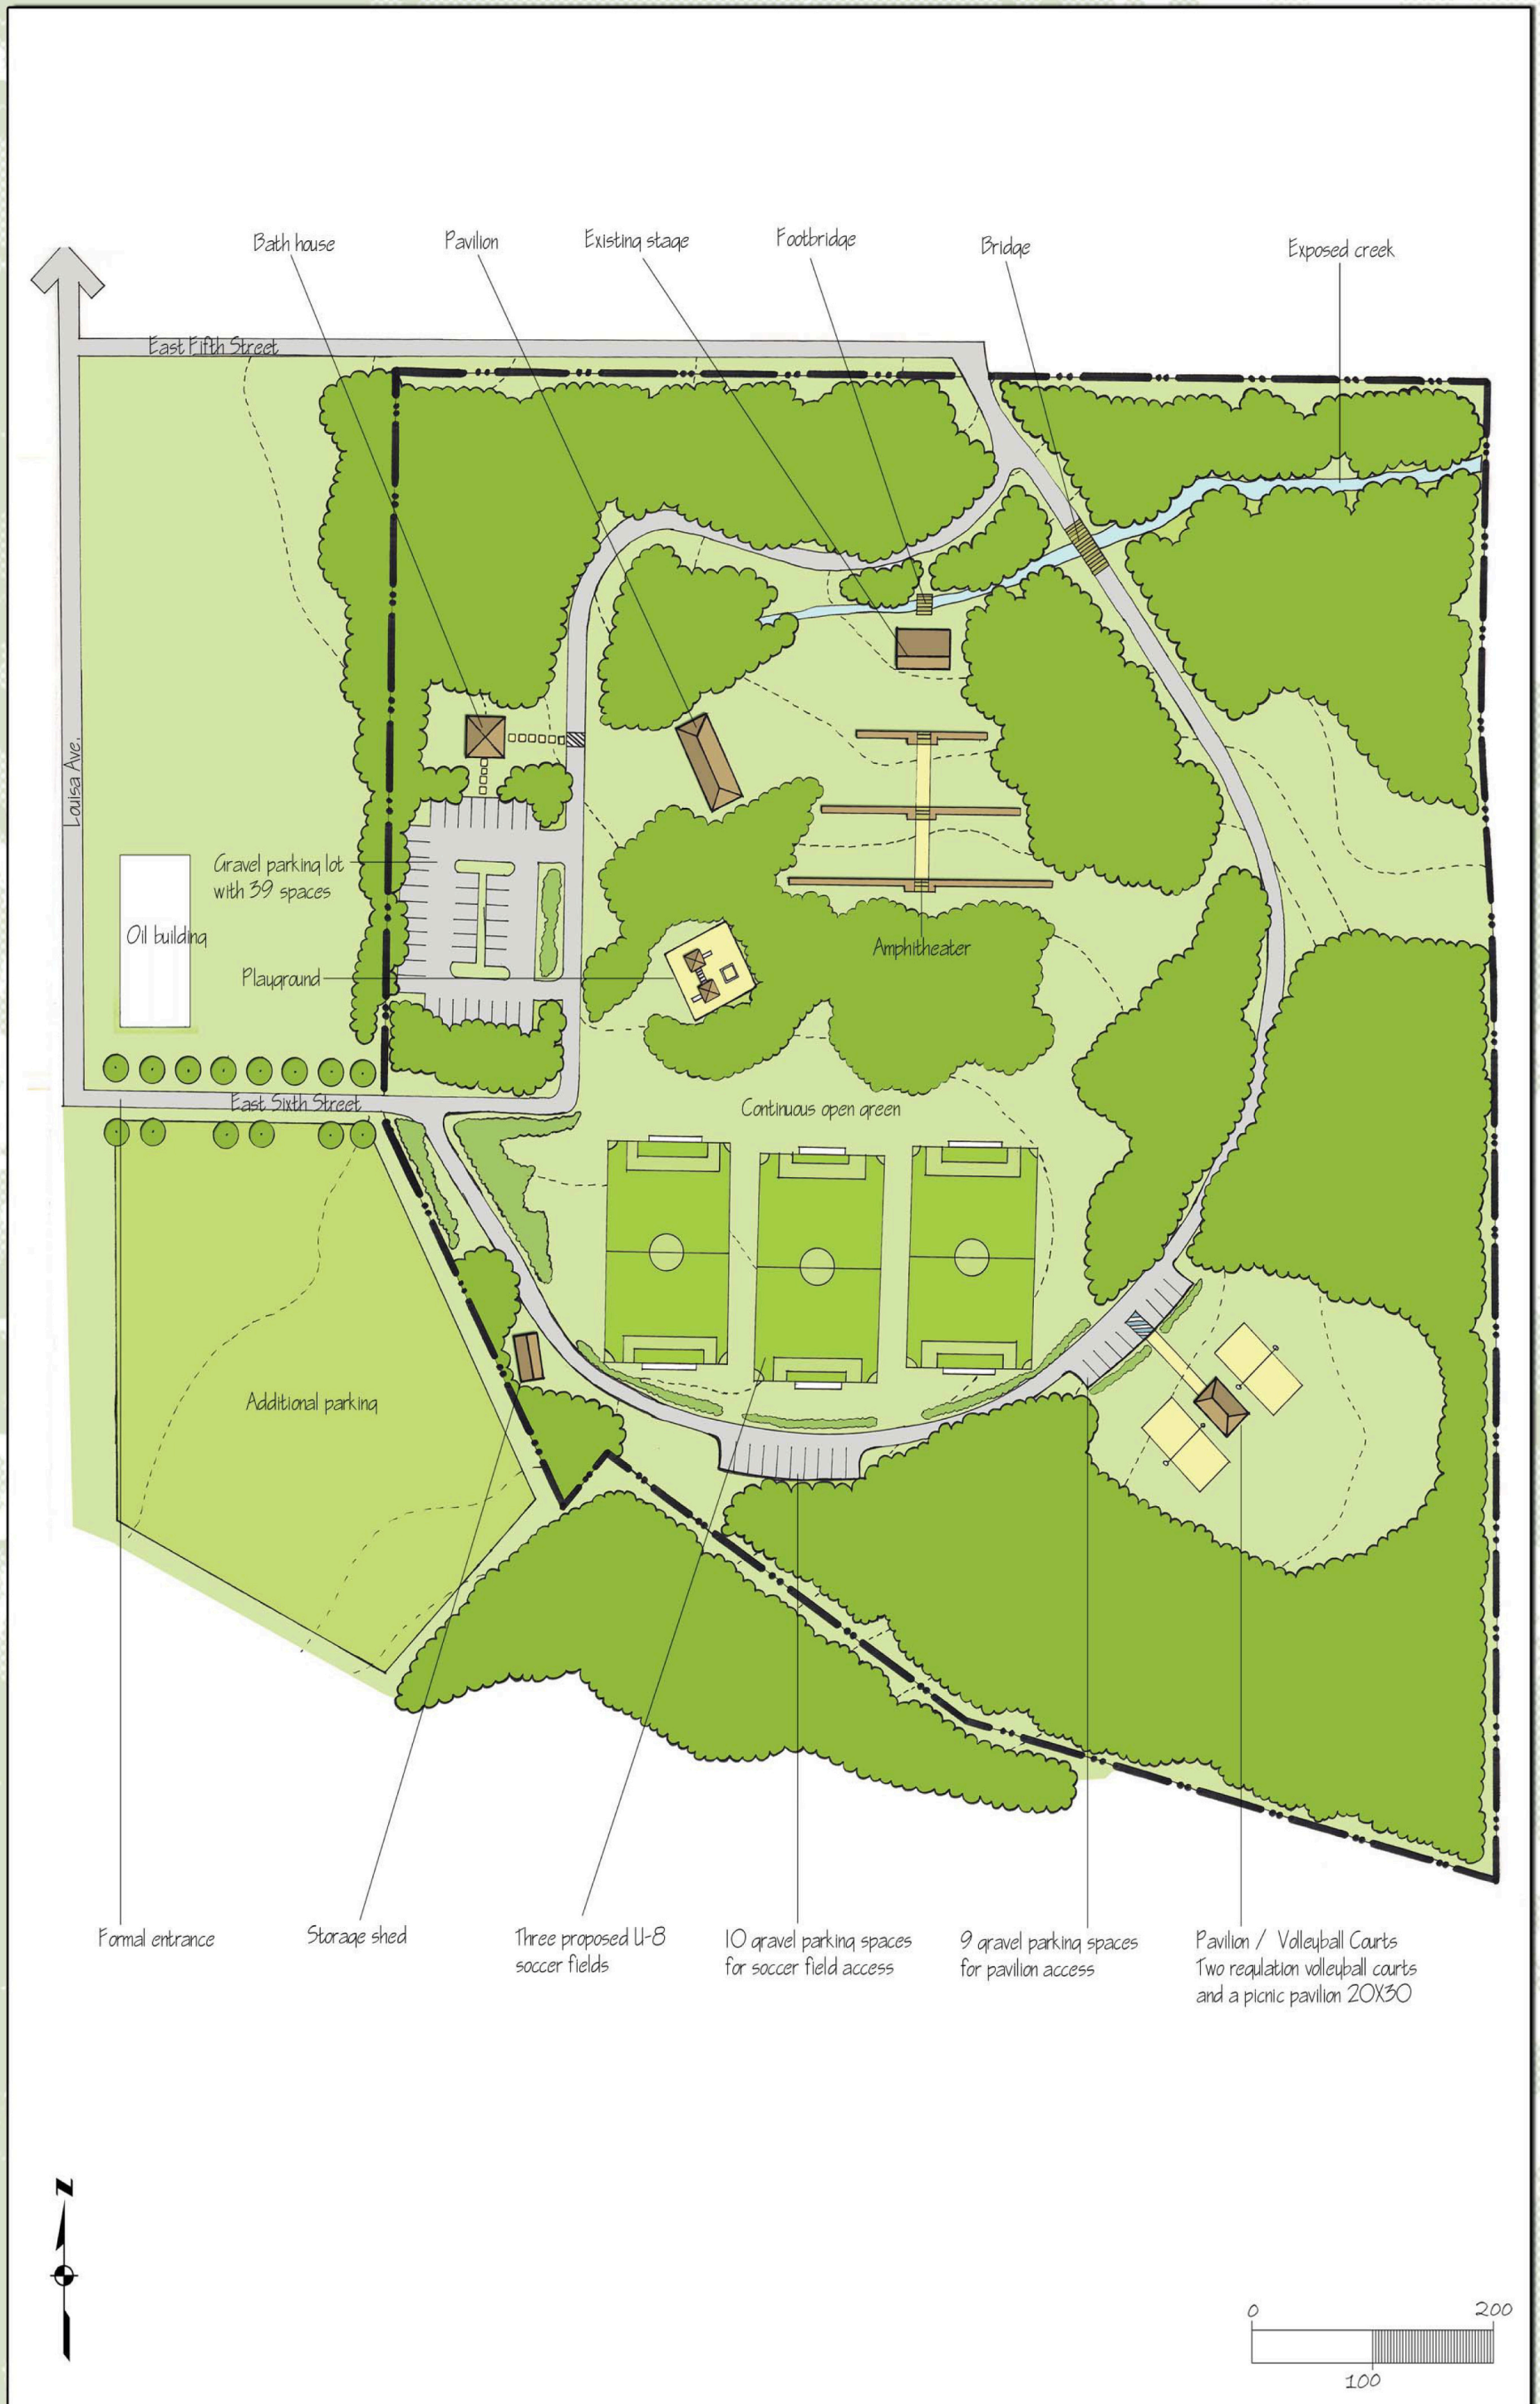 Bath house
Pavilion
Existing stage
Footbridge
Bridge
Exposed creek
East Fifth Street
Louisa Ave.
Gravel parking lot
with 39 spaces
Oil building
Playground
Amphitheater
East Sixth Street
Continuous open green
Additional parking
Formal entrance
Storage shed
Three proposed U-8
soccer fields
10 gravel parking spaces
for soccer field access
9 gravel parking spaces
for pavilion access
Pavilion / Volleyball Courts
Two regulation volleyball courts
and a picnic pavilion 20X30
N
0
200
100